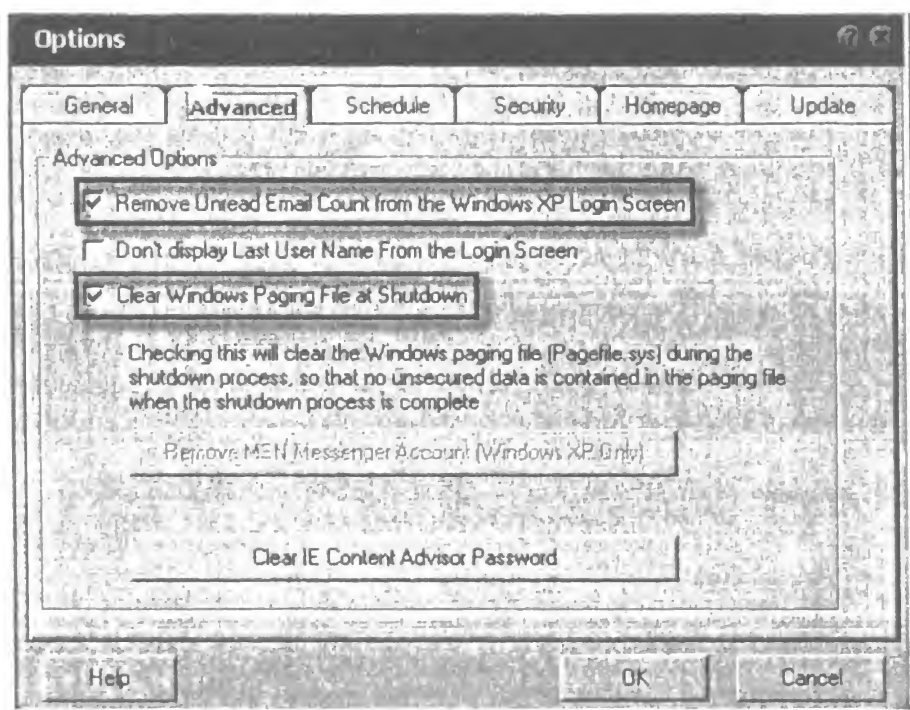 Options
General
Advanced
Schedule
Security
Homepage
Update
Advanced Options
Remove Unread Email Count from the Windows XP Login Screen
Don't display Last User Name From the Login Screen
Clear Windows Paging File at Shutdown
Checking this will clear the Windows paging file (Pagefile.sys) during the
shutdown process, so that no unsecured data is contained in the paging file
when the shutdown process is complete
Remove MSN Messenger Account (Windows XP Only)
Clear IE Content Advisor Password
Help
OK
Cancel